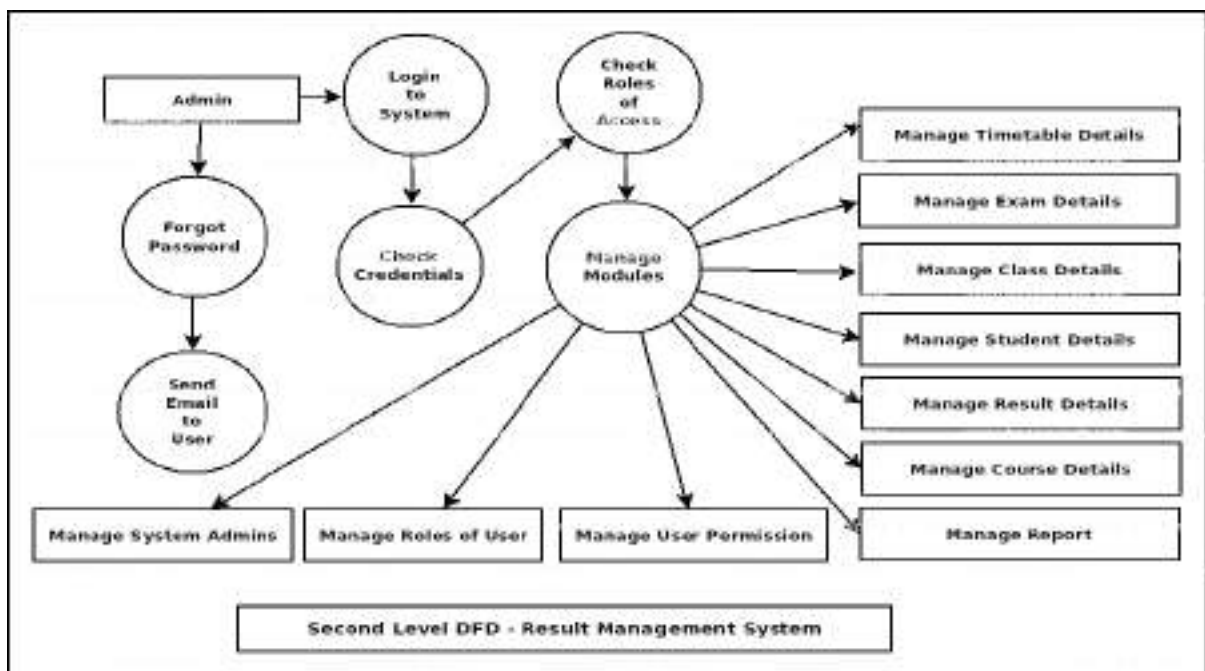 Admin
Login
to
System
Check
Roles
of
Access
Manage Timetable Details
Forgot
Password
Check
Credentials
Manage
Modules
Manage Exam Details
Manage Class Details
Manage Student Details
Send
Email
to
User
Manage Result Details
Manage Course Details
Manage System Admins
Manage Roles of User
Manage User Permission
Manage Report
Second Level DFD - Result Management System